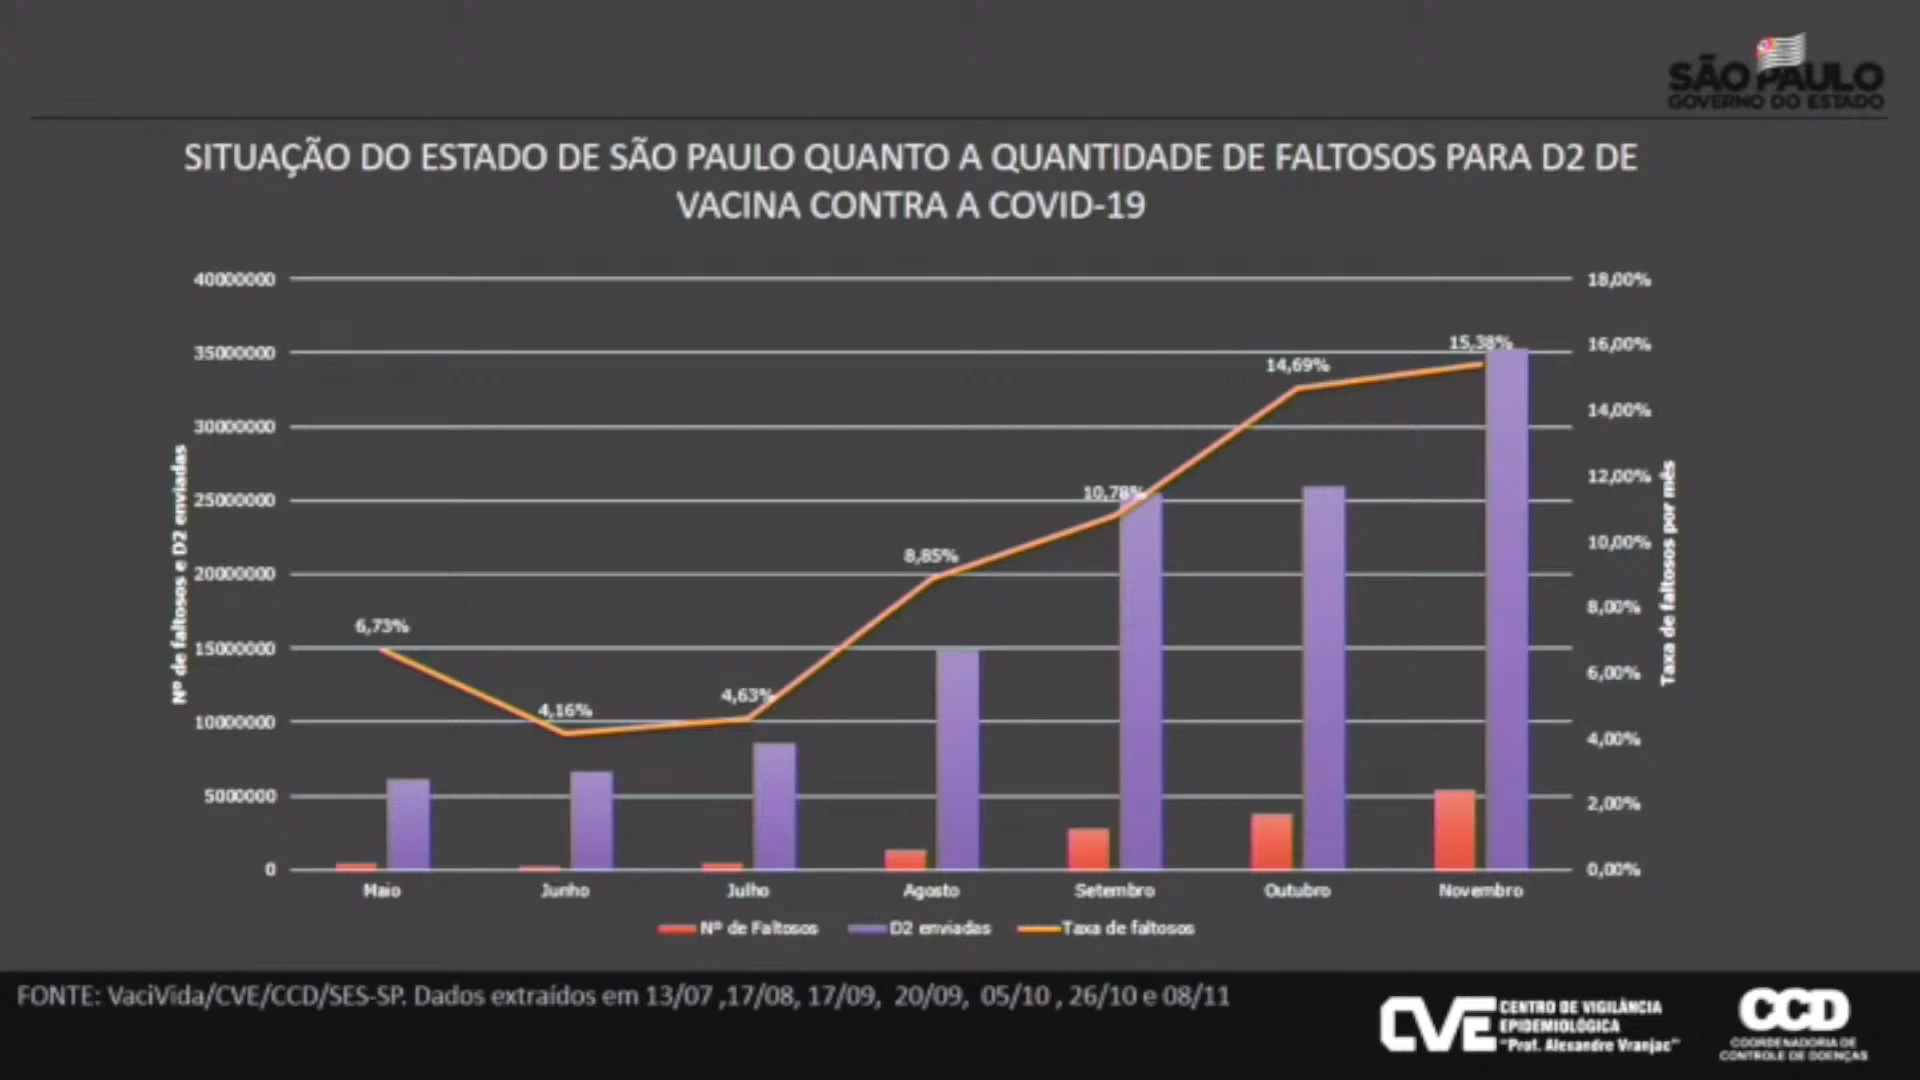 SÃO PAULO
GOVERNO DO ESTADO
SITUAÇÃO DO ESTADO DE SÃO PAULO QUANTO A QUANTIDADE DE FALTOSOS PARA D2 DE
VACINA CONTRA A COVID-19
Nº de faltosos e D2 enviadas
40000000
35000000
30000000
25000000
20000000
15000000
10000000
5000000
0
6,73%
4,16%
4,63%
8,85%
10,78%
14,69%
15,38%
18,00%
16,00%
14,00%
12,00%
10,00%
8,00%
6,00%
4,00%
2,00%
0,00%
Taxa de faltosos por mês
Maio Junho Julho Agosto Setembro Outubro Novembro
Nº de Faltosos D2 enviadas Taxa de faltosos
FONTE: VaciVida/CVE/CCD/SES-SP. Dados extraídos em 13/07 ,17/08, 17/09, 20/09, 05/10 , 26/10 e 08/11
CVE CENTRO DE VIGILÂNCIA
EPIDEMIOLÓGICA
"Prof. Alexandre Vranjac"
CCD
COORDENADORIA DE
CONTROLE DE DOENÇAS